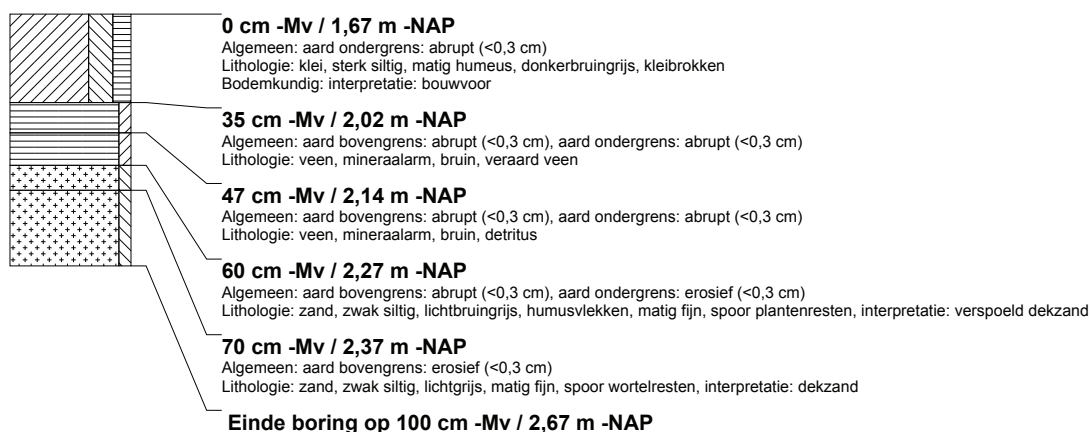 0 cm -Mv / 1,67 m -NAP
Algemeen: aard ondergrens: abrupt (<0,3 cm)
Lithologie: klei, sterk siltig, matig humeus, donkerbruingrijs, kleibrokken
Bodemkundig: interpretatie: bouwvoor
35 cm -Mv / 2,02 m -NAP
Algemeen: aard bovengrens: abrupt (<0,3 cm), aard ondergrens: abrupt (<0,3 cm)
Lithologie: veen, mineraalarm, bruin, veraard veen
47 cm -Mv / 2,14 m -NAP
Algemeen: aard bovengrens: abrupt (<0,3 cm), aard ondergrens: abrupt (<0,3 cm)
Lithologie: veen, mineraalarm, bruin, detritus
60 cm -Mv / 2,27 m -NAP
Algemeen: aard bovengrens: abrupt (<0,3 cm), aard ondergrens: erosief (<0,3 cm)
Lithologie: zand, zwak siltig, lichtbruingrijs, humusvlekken, matig fijn, spoor plantenresten, interpretatie: verspoeld dekzand
70 cm -Mv / 2,37 m -NAP
Algemeen: aard bovengrens: erosief (<0,3 cm)
Lithologie: zand, zwak siltig, lichtgrijs, matig fijn, spoor wortelresten, interpretatie: dekzand
Einde boring op 100 cm -Mv / 2,67 m -NAP